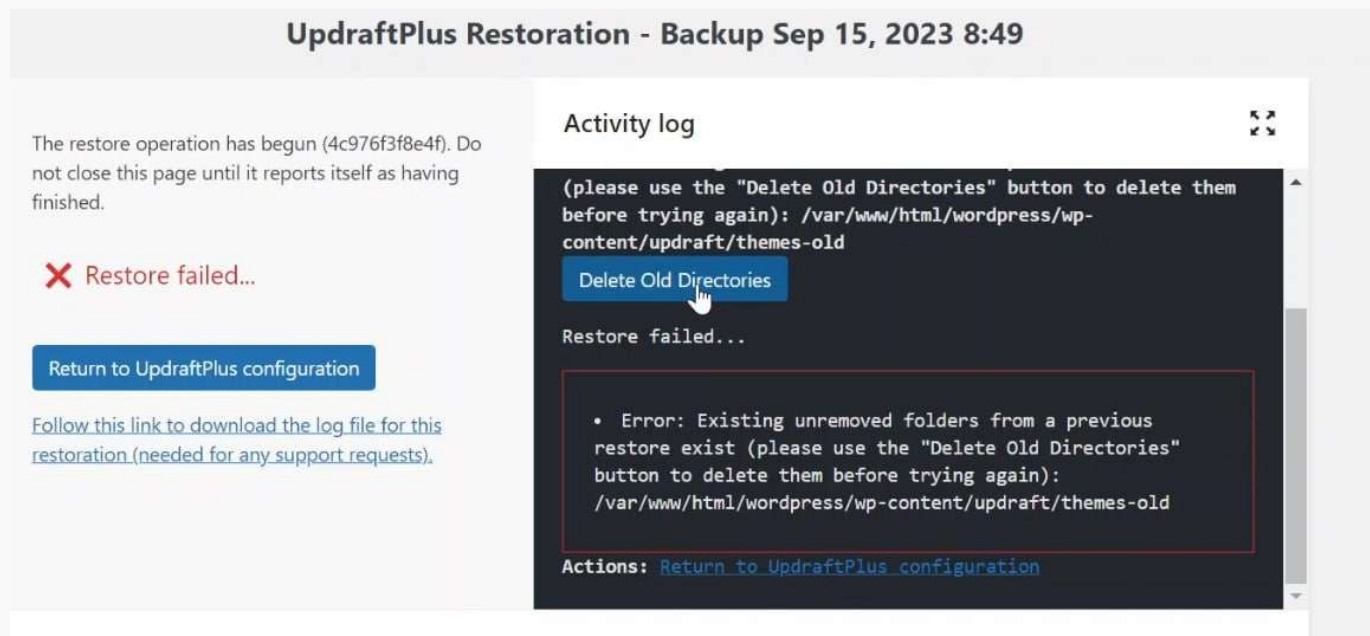 UpdraftPlus Restoration - Backup Sep 15, 2023 8:49
The restore operation has begun (4c976f3f8e4f). Do
not close this page until it reports itself as having
finished.
Restore failed...
Return to UpdraftPlus configuration
Follow this link to download the log file for this
restoration (needed for any support requests).
Activity log
(please use the "Delete Old Directories" button to delete them
before trying again): /var/www/html/wordpress/wp-
content/updraft/themes-old
Delete Old Directories
Restore failed...
• Error: Existing unremoved folders from a previous
restore exist (please use the "Delete Old Directories"
button to delete them before trying again):
/var/www/html/wordpress/wp-content/updraft/themes-old
Actions: Return to UpdraftPlus configuration